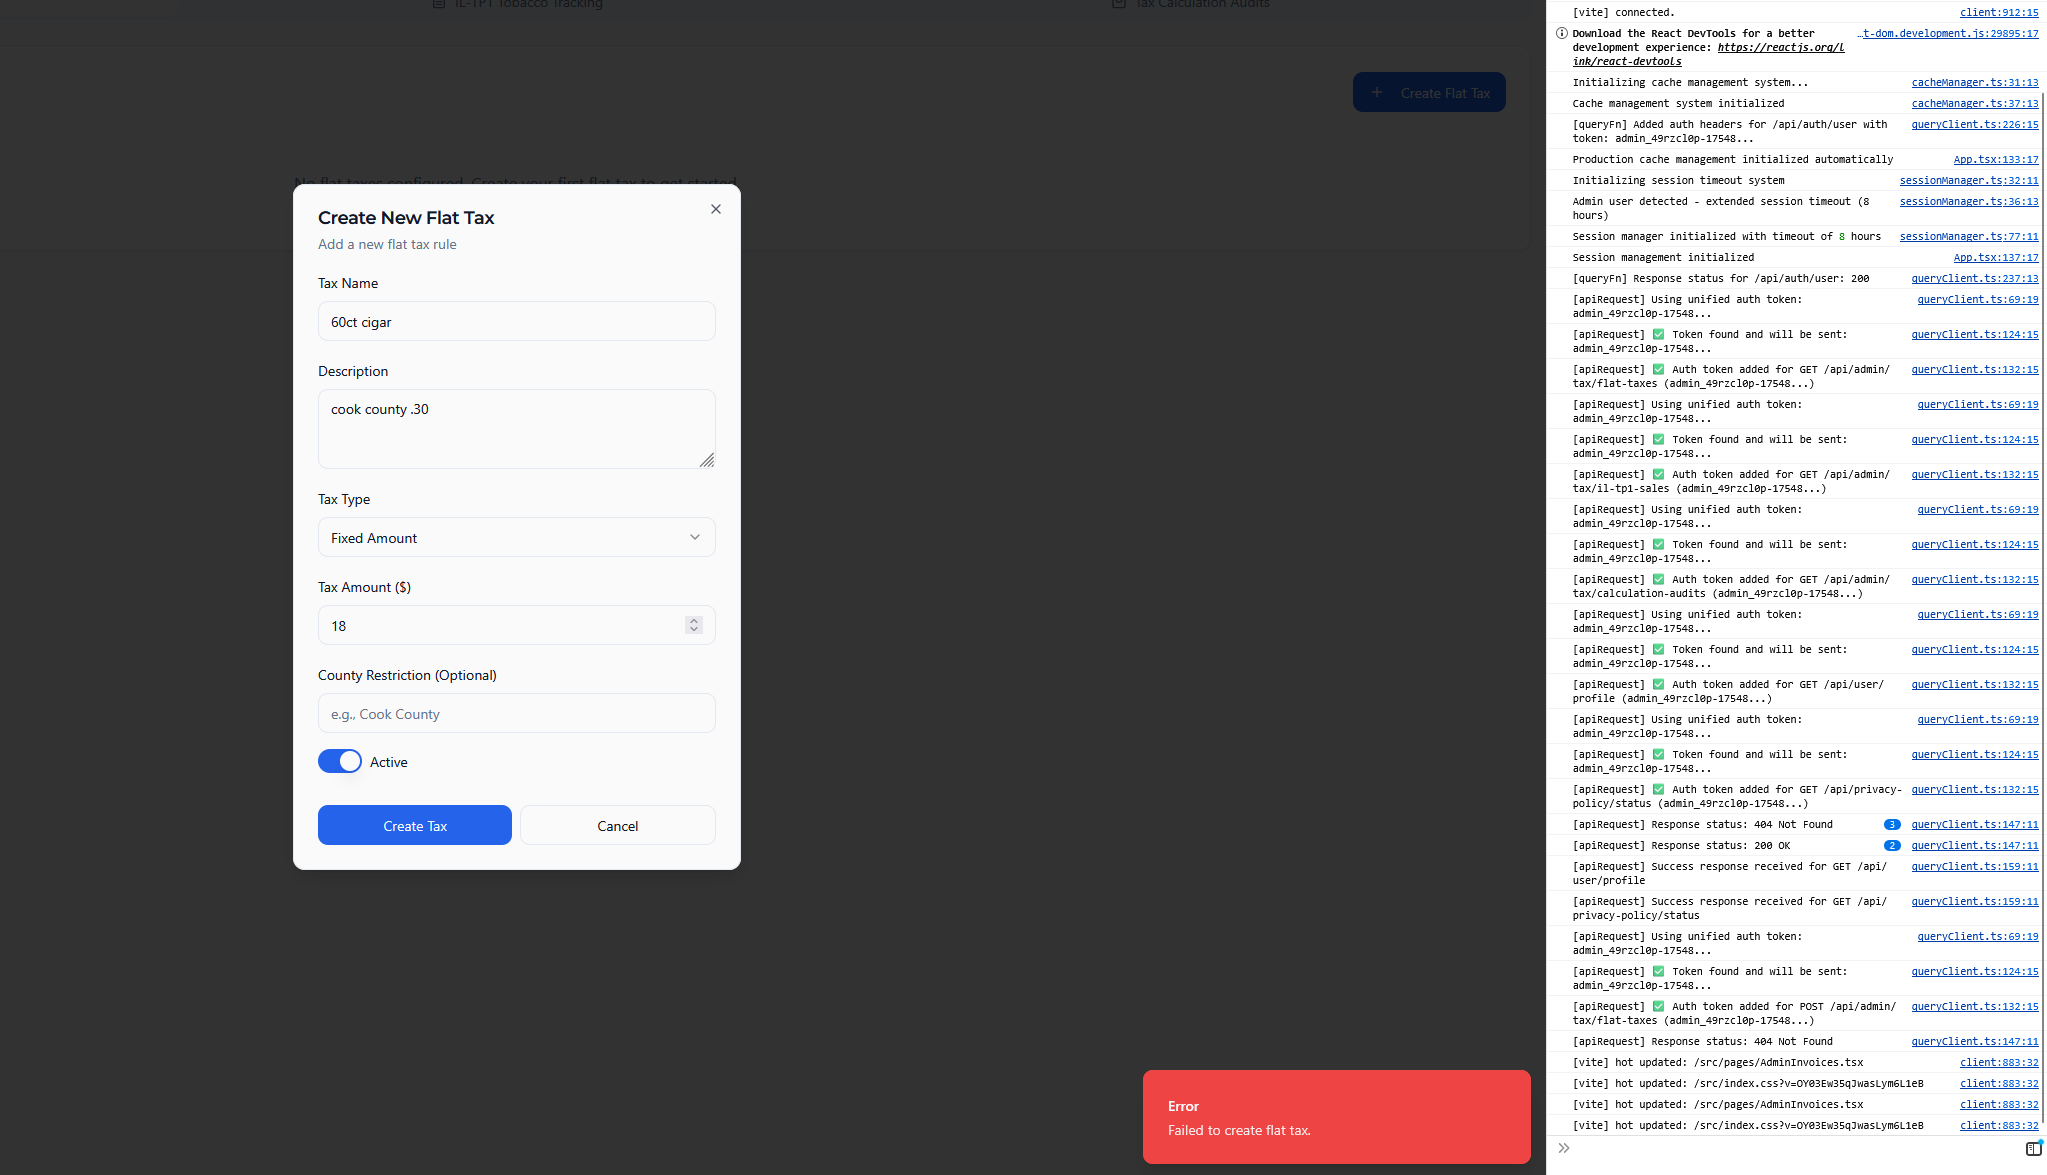 IL-TP1 Tobacco Tracking
Tax Calculation Audits
+ Create Flat Tax
No flat taxes configured. Create your first flat tax to get started.
Create New Flat Tax
Add a new flat tax rule
Tax Name
60ct cigar
Description
cook county .30
Tax Type
Fixed Amount
Tax Amount ($)
18
County Restriction (Optional)
e.g., Cook County
Active
Create Tax
Cancel
Error
Failed to create flat tax.
[vite] connected. client:912:15
Download the React DevTools for a better …t-dom.development.js:29895:17
development experience: https://reactjs.org/l
ink/react-devtools
Initializing cache management system... cacheManager.ts:31:13
Cache management system initialized cacheManager.ts:37:13
[queryFn] Added auth headers for /api/auth/user with queryClient.ts:226:15
token: admin_49rzcl0p-17548...
Production cache management initialized automatically App.tsx:133:17
Initializing session timeout system sessionManager.ts:32:11
Admin user detected - extended session timeout (8 sessionManager.ts:36:13
hours)
Session manager initialized with timeout of 8 hours sessionManager.ts:77:11
Session management initialized App.tsx:137:17
[queryFn] Response status for /api/auth/user: 200 queryClient.ts:237:13
[apiRequest] Using unified auth token: queryClient.ts:69:19
admin_49rzcl0p-17548...
[apiRequest] ✅ Token found and will be sent: queryClient.ts:124:15
admin_49rzcl0p-17548...
[apiRequest] ✅ Auth token added for GET /api/admin/ queryClient.ts:132:15
tax/flat-taxes (admin_49rzcl0p-17548...)
[apiRequest] Using unified auth token: queryClient.ts:69:19
admin_49rzcl0p-17548...
[apiRequest] ✅ Token found and will be sent: queryClient.ts:124:15
admin_49rzcl0p-17548...
[apiRequest] ✅ Auth token added for GET /api/admin/ queryClient.ts:132:15
tax/il-tp1-sales (admin_49rzcl0p-17548...)
[apiRequest] Using unified auth token: queryClient.ts:69:19
admin_49rzcl0p-17548...
[apiRequest] ✅ Token found and will be sent: queryClient.ts:124:15
admin_49rzcl0p-17548...
[apiRequest] ✅ Auth token added for GET /api/admin/ queryClient.ts:132:15
tax/calculation-audits (admin_49rzcl0p-17548...)
[apiRequest] Using unified auth token: queryClient.ts:69:19
admin_49rzcl0p-17548...
[apiRequest] ✅ Token found and will be sent: queryClient.ts:124:15
admin_49rzcl0p-17548...
[apiRequest] ✅ Auth token added for GET /api/user/ queryClient.ts:132:15
profile (admin_49rzcl0p-17548...)
[apiRequest] Using unified auth token: queryClient.ts:69:19
admin_49rzcl0p-17548...
[apiRequest] ✅ Token found and will be sent: queryClient.ts:124:15
admin_49rzcl0p-17548...
[apiRequest] ✅ Auth token added for GET /api/privacy- queryClient.ts:132:15
policy/status (admin_49rzcl0p-17548...)
[apiRequest] Response status: 404 Not Found 3 queryClient.ts:147:11
[apiRequest] Response status: 200 OK 2 queryClient.ts:147:11
[apiRequest] Success response received for GET /api/ queryClient.ts:159:11
user/profile
[apiRequest] Success response received for GET /api/ queryClient.ts:159:11
privacy-policy/status
[apiRequest] Using unified auth token: queryClient.ts:69:19
admin_49rzcl0p-17548...
[apiRequest] ✅ Token found and will be sent: queryClient.ts:124:15
admin_49rzcl0p-17548...
[apiRequest] ✅ Auth token added for POST /api/admin/ queryClient.ts:132:15
tax/flat-taxes (admin_49rzcl0p-17548...)
[apiRequest] Response status: 404 Not Found queryClient.ts:147:11
[vite] hot updated: /src/pages/AdminInvoices.tsx client:883:32
[vite] hot updated: /src/index.css?v=OY03Ew35qJwasLym6L1eB client:883:32
[vite] hot updated: /src/pages/AdminInvoices.tsx client:883:32
[vite] hot updated: /src/index.css?v=OY03Ew35qJwasLym6L1eB client:883:32